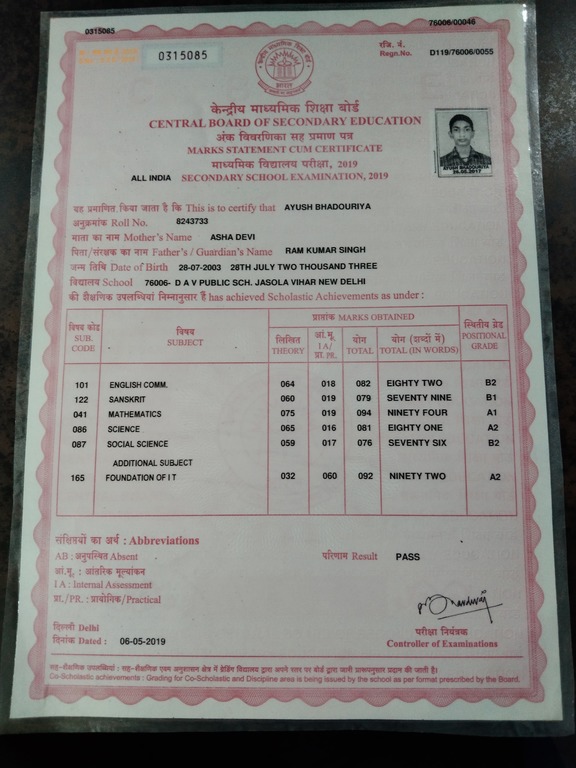 0315085
76006/00046
0315085
रजि. नं.
Regn.No. D119/76006/0055
भारत
केन्द्रीय माध्यमिक शिक्षा बोर्ड
CENTRAL BOARD OF SECONDARY EDUCATION
अंक विवरणिका सह प्रमाण पत्र
MARKS STATEMENT CUM CERTIFICATE
माध्यमिक विद्यालय परीक्षा, 2019
ALL INDIA SECONDARY SCHOOL EXAMINATION, 2019
AYUSH BHADOURIYA
26.05.2017
यह प्रमाणित किया जाता है कि This is to certify that AYUSH BHADOURIYA
अनुक्रमांक Roll No. 8243733
माता का नाम Mother's Name ASHA DEVI
पिता/संरक्षक का नाम Father's / Guardian's Name RAM KUMAR SINGH
जन्म तिथि Date of Birth 28-07-2003 28TH JULY TWO THOUSAND THREE
विद्यालय School 76006- D A V PUBLIC SCH. JASOLA VIHAR NEW DELHI
की शैक्षणिक उपलब्धियां निम्नानुसार हैं has achieved Scholastic Achievements as under :
विषय कोड SUB. CODE
विषय SUBJECT
प्राप्तांक MARKS OBTAINED
लिखित THEORY
आं.मू. I A/ प्रा. PR.
योग TOTAL
योग (शब्दों में) TOTAL (IN WORDS)
स्थितीय ग्रेड POSITIONAL GRADE
101 ENGLISH COMM. 064 018 082 EIGHTY TWO B2
122 SANSKRIT 060 019 079 SEVENTY NINE B1
041 MATHEMATICS 075 019 094 NINETY FOUR A1
086 SCIENCE 065 016 081 EIGHTY ONE A2
087 SOCIAL SCIENCE 059 017 076 SEVENTY SIX B2
ADDITIONAL SUBJECT
165 FOUNDATION OF I T 032 060 092 NINETY TWO A2
संक्षितियों का अर्थ : Abbreviations
AB : अनुपस्थित Absent
परिणाम Result PASS
आं.मू. : आंतरिक मूल्यांकन
I A : Internal Assessment
प्रा./PR. : प्रायोगिक/Practical
दिल्ली Delhi
दिनांक Dated : 06-05-2019
परीक्षा नियंत्रक
Controller of Examinations
सह-शैक्षणिक उपलब्धियां : सह-शैक्षणिक एवम अनुशासन क्षेत्र में ग्रेडिंग विद्यालय द्वारा अपने स्तर पर बोर्ड द्वारा जारी प्रारूपनुसार प्रदान की जाती है।
Co-Scholastic achievements : Grading for Co-Scholastic and Discipline area is being issued by the school as per format prescribed by the Board.